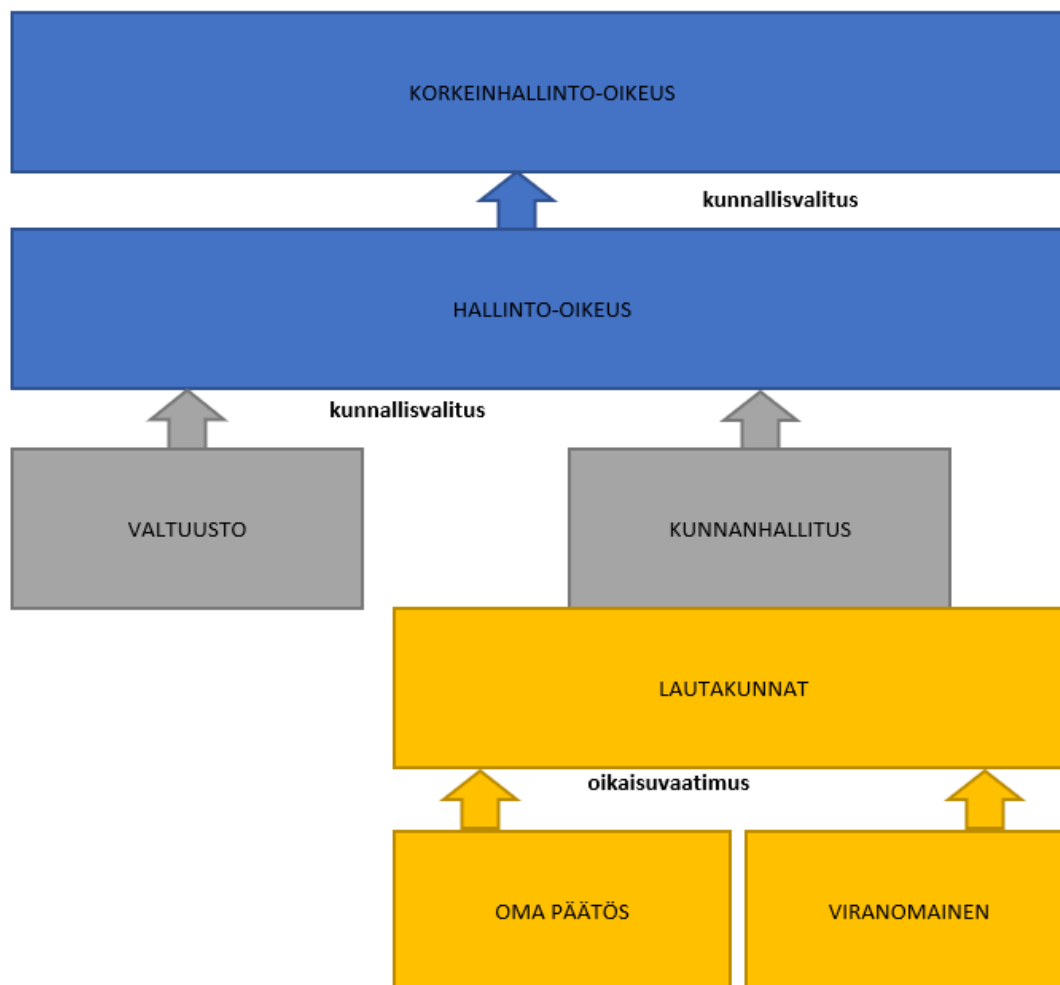 KORKEINHALLINTO-OIKEUS
kunnallisvalitus
HALLINTO-OIKEUS
kunnallisvalitus
VALTUUSTO
KUNNANHALLITUS
LAUTAKUNNAT
oikaisuvaatimus
OMA PÄÄTÖS
VIRANOMAINEN